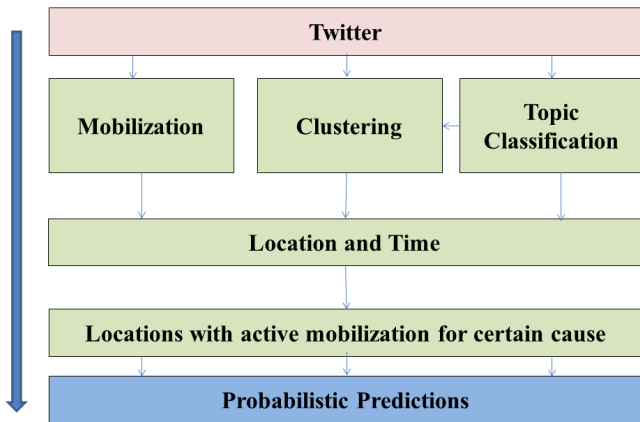 Twitter
Mobilization
Clustering
Topic
Classification
Location and Time
Locations with active mobilization for certain cause
Probabilistic Predictions